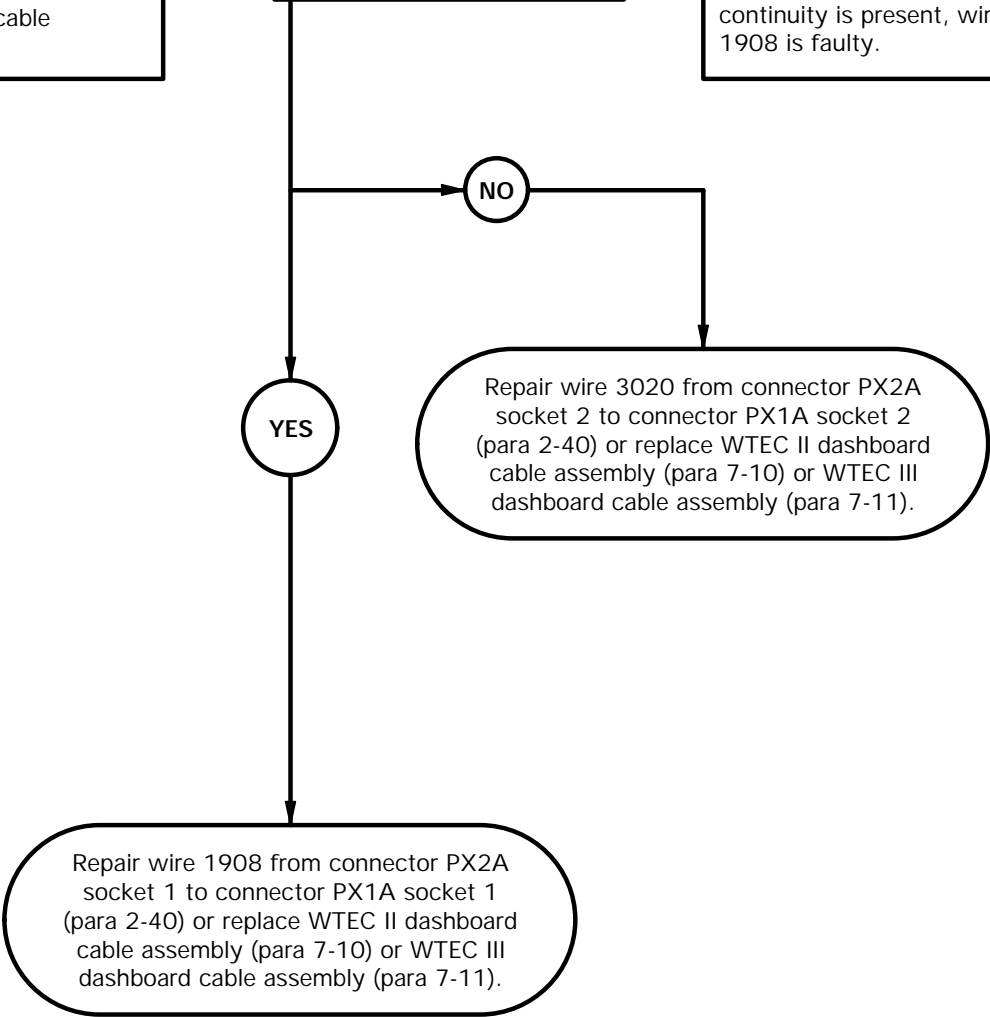 cable
continuity is present, wir
1908 is faulty.
NO
YES
Repair wire 3020 from connector PX2A
socket 2 to connector PX1A socket 2
(para 2-40) or replace WTEC II dashboard
cable assembly (para 7-10) or WTEC III
dashboard cable assembly (para 7-11).
Repair wire 1908 from connector PX2A
socket 1 to connector PX1A socket 1
(para 2-40) or replace WTEC II dashboard
cable assembly (para 7-10) or WTEC III
dashboard cable assembly (para 7-11).